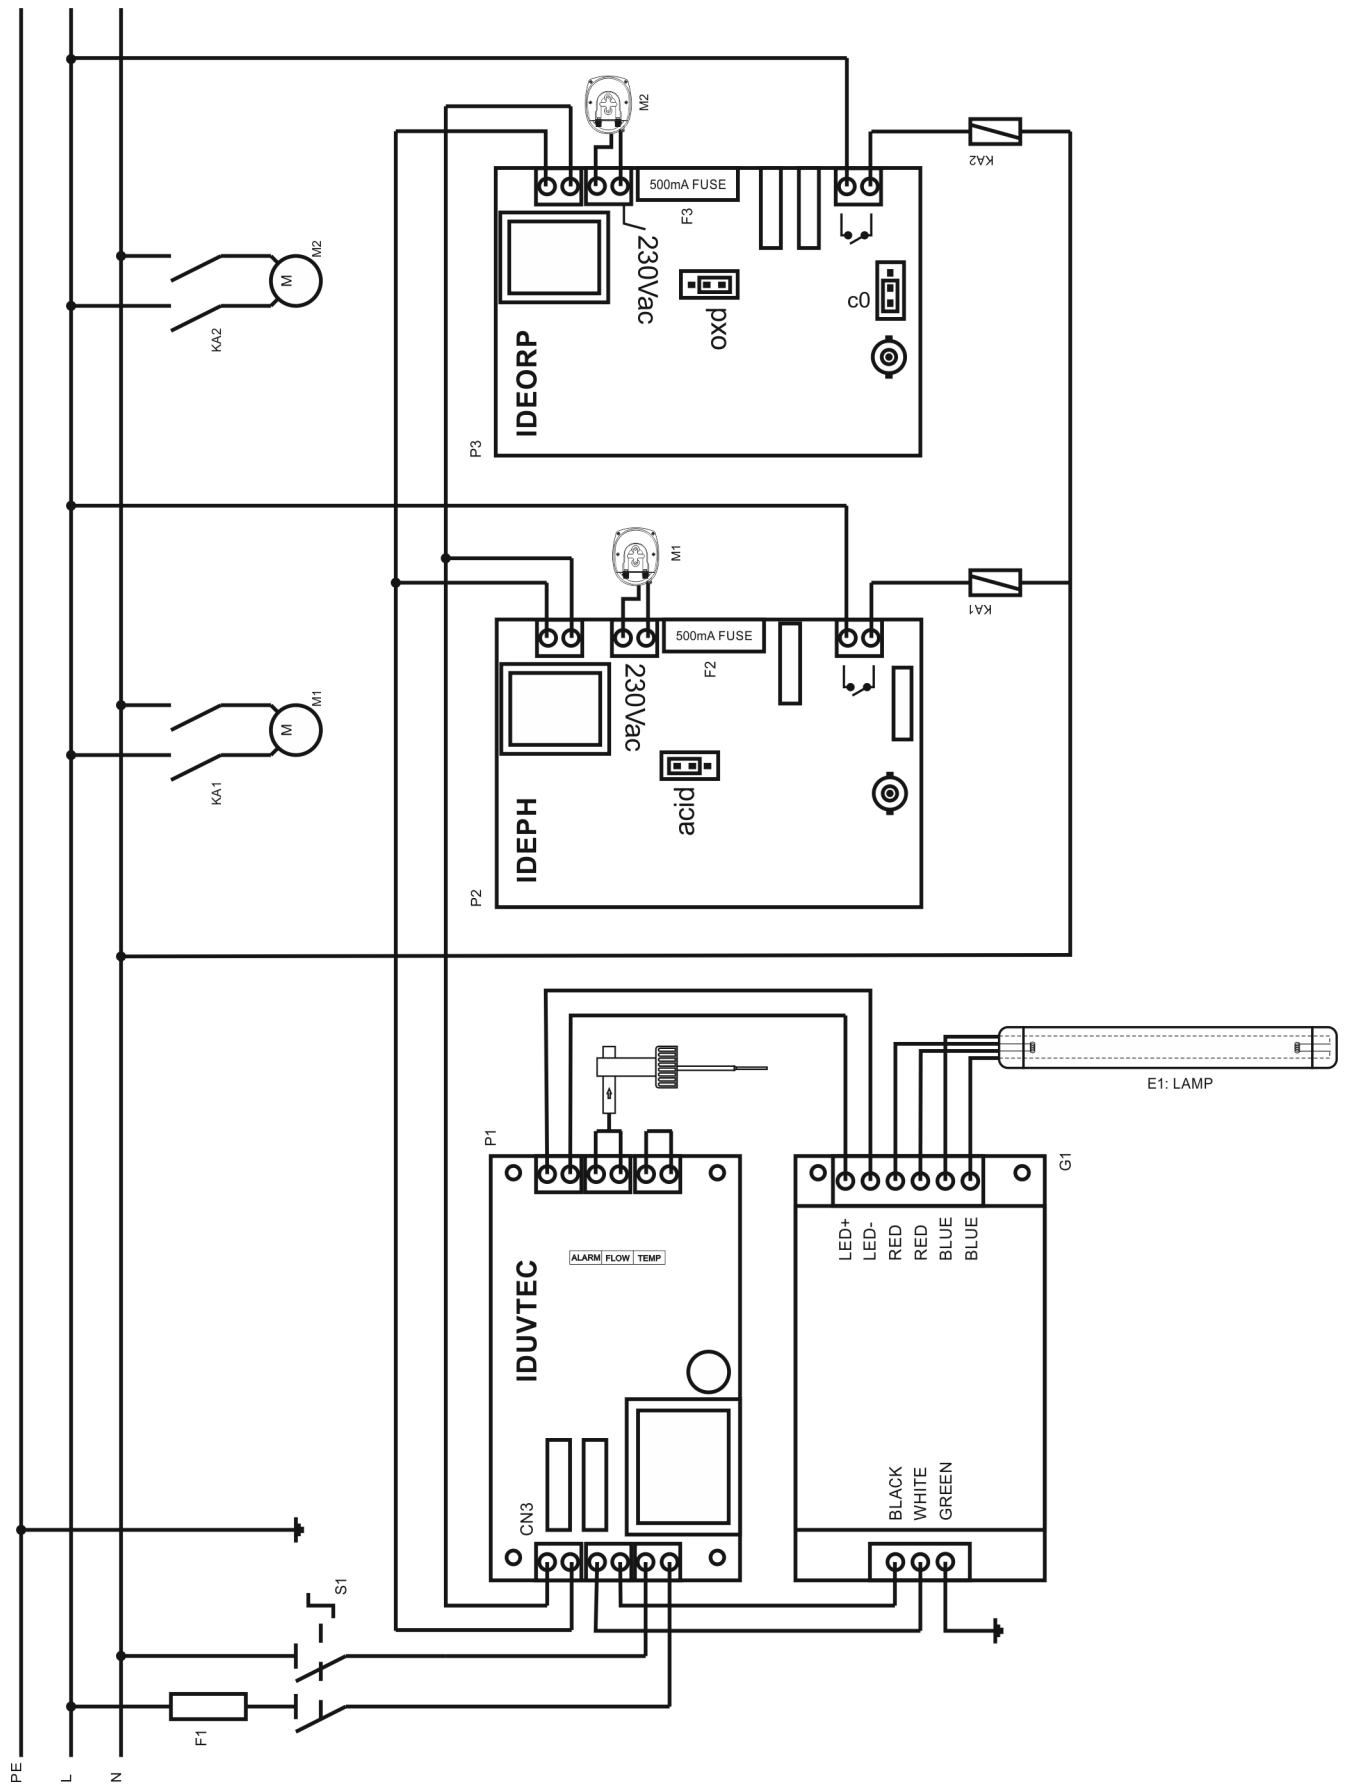 M2
KA2
500mA FUSE
F3
M2
230Vac
oxd
c0
KA2
IDEORP
P3
M1
KA1
500mA FUSE
F2
M1
230Vac
acid
KA1
IDEPH
P2
M
M
E1: LAMP
P1
G1
ALARM FLOW TEMP
LED+
LED-
RED
RED
BLUE
BLUE
IDUVTEC
CN3
BLACK
WHITE
GREEN
S1
F1
PE
L
N